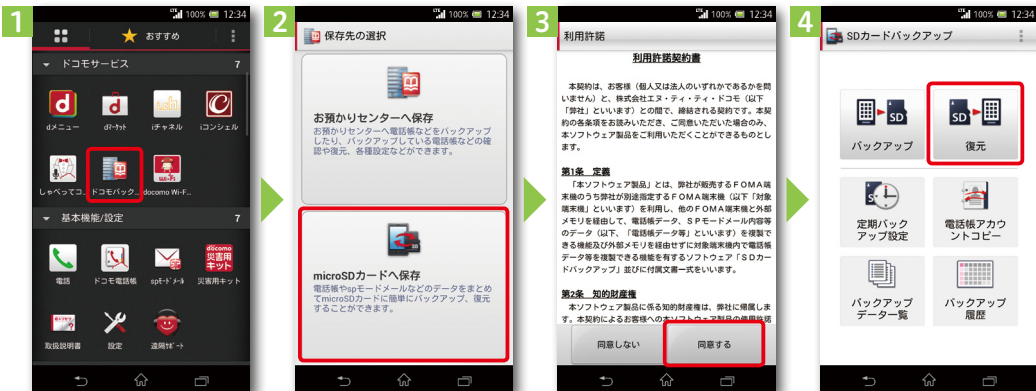 1
100% 12:34
おすすめ
ドコモサービス 7
dメニュー
dマーケット
iチャネル
iコンシェル
しゃべってコ..
ドコモバック..
docomo Wi-F..
基本機能/設定 7
電話
ドコモ電話帳
spモードメール
災害用キット
取扱説明書
設定
遠隔サポート
2
100% 12:34
保存先の選択
お預かりセンターへ保存
お預かりセンターへ電話帳などをバックアップ
したり、バックアップしている電話帳などの確
認や復元、各種設定などができます。
microSDカードへ保存
電話帳やspモードメールなどのデータをまとめ
てmicroSDカードに簡単にバックアップ、復元
することができます。
3
100% 12:34
利用許諾
利用許諾契約書
本契約は、お客様（個人又は法人のいずれかであるかを問
いません）と、株式会社エヌ・ティ・ティ・ドコモ（以下
「弊社」といいます）との間で、締結される契約です。本契
約の各条項をお読みいただき、ご同意いただいた場合のみ、
本ソフトウェア製品をご利用いただくことができるものとし
ます。
第1条 定義
「本ソフトウェア製品」とは、弊社が販売するＦＯＭＡ端
末機のうち弊社が別途指定するＦＯＭＡ端末機（以下「対象
端末機」といいます）を利用し、他のＦＯＭＡ端末機と外部
メモリを経由して、電話帳データ、ＳＰモードメール内容等
のデータ（以下、「電話帳データ等」といいます）を複製で
きる機能及び外部メモリを経由せずに対象端末機内で電話帳
データ等を複製できる機能を有するソフトウェア「ＳＤカー
ドバックアップ」並びに付属文書一式をいいます。
第2条 知的財産権
本ソフトウェア製品に係る知的財産権は、弊社に帰属しま
す。本契約によるお客様への本ソフトウェア製品の使用許諾
同意しない
同意する
4
100% 12:34
SDカードバックアップ
SD
バックアップ
SD
復元
定期バック
アップ設定
電話帳アカウ
ントコピー
バックアップ
データ一覧
バックアップ
履歴